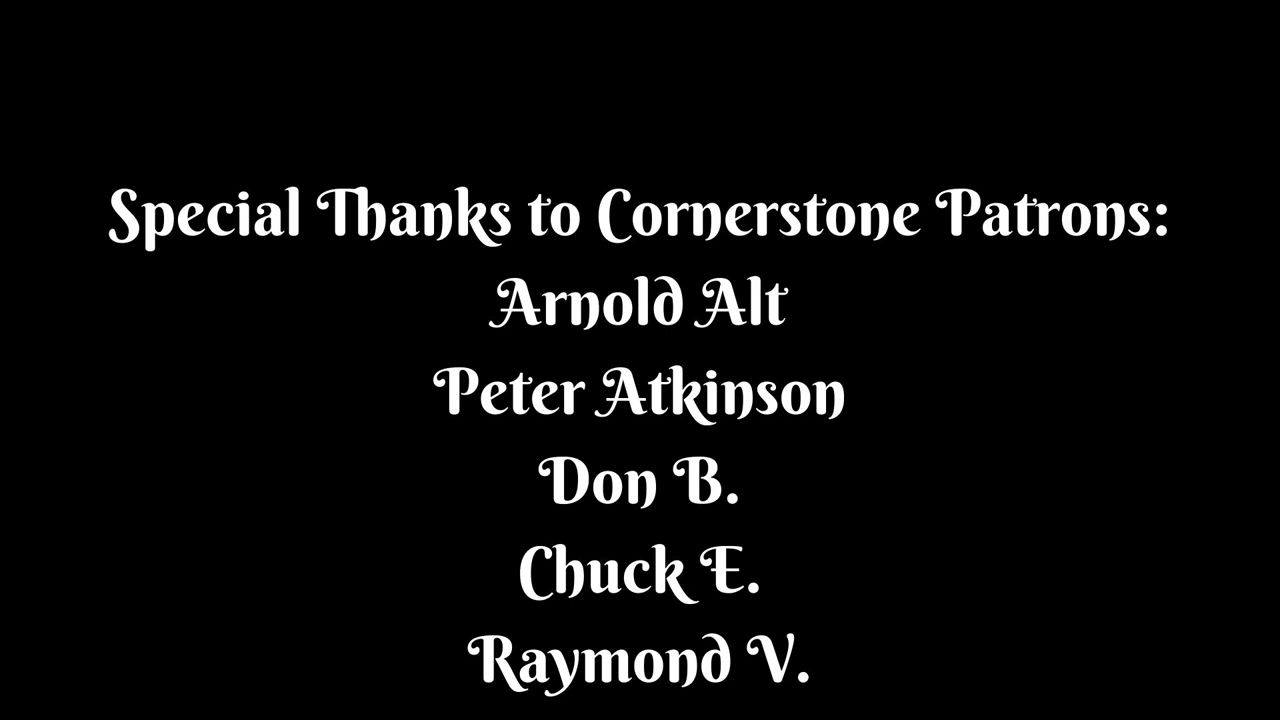 Special Thanks to Cornerstone Patrons:
Arnold Alt
Peter Atkinson
Don B.
Chuck E.
Raymond V.